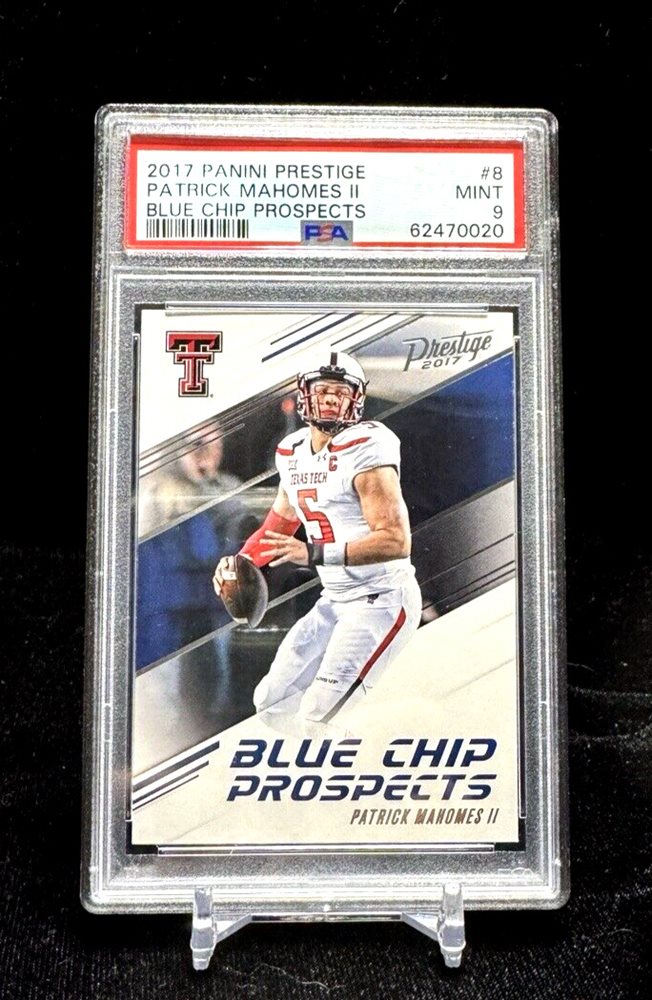 2017 PANINI PRESTIGE #8
PATRICK MAHOMES II MINT
BLUE CHIP PROSPECTS 9
PSA 62470020
T
Prestige
2017
C
TEXAS TECH
5
BLUE CHIP
PROSPECTS
PATRICK MAHOMES II